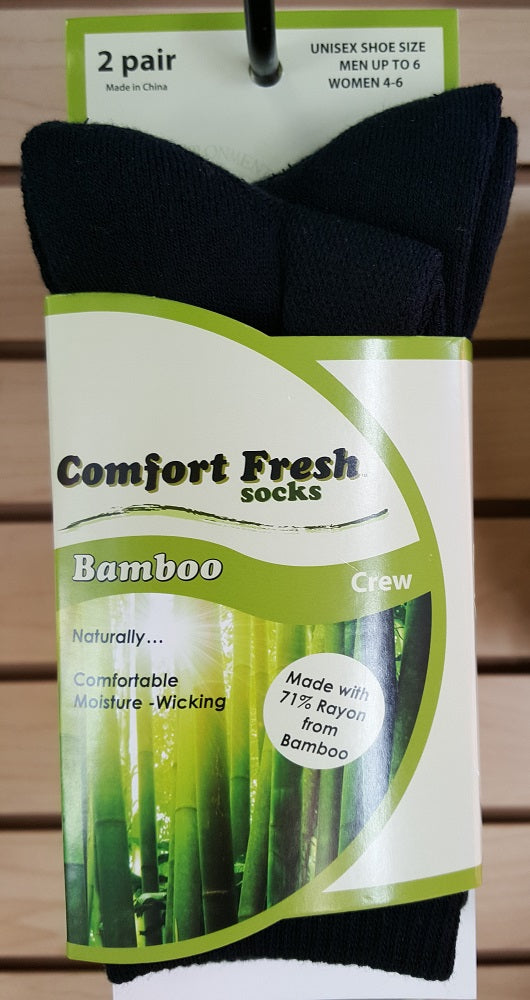 2 pair
Made in China
UNISEX SHOE SIZE
MEN UP TO 6
WOMEN 4-6
Comfort Fresh
socks
Bamboo
Crew
Naturally...
Comfortable
Moisture -Wicking
Made with
71% Rayon
from
Bamboo